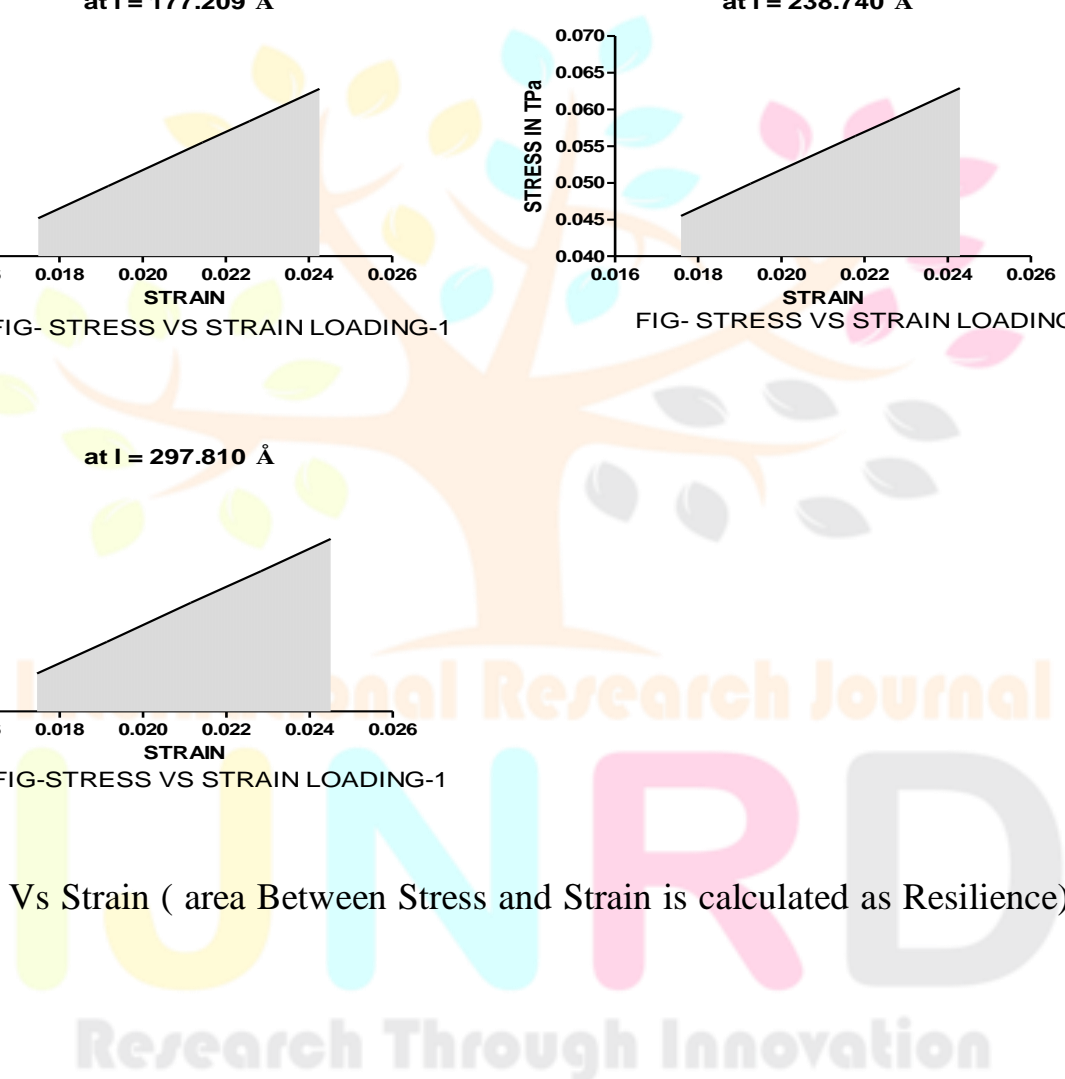 at l = 177.209 Å
0.018 0.020 0.022 0.024 0.026
STRAIN
FIG- STRESS VS STRAIN LOADING-1
at l = 238.740 Å
STRESS IN TPa
0.070
0.065
0.060
0.055
0.050
0.045
0.040
0.016 0.018 0.020 0.022 0.024 0.026
STRAIN
FIG- STRESS VS STRAIN LOADING
at l = 297.810 Å
0.018 0.020 0.022 0.024 0.026
STRAIN
FIG-STRESS VS STRAIN LOADING-1
International Research Journal
Vs Strain ( area Between Stress and Strain is calculated as Resilience)
IJNRD
Research Through Innovation